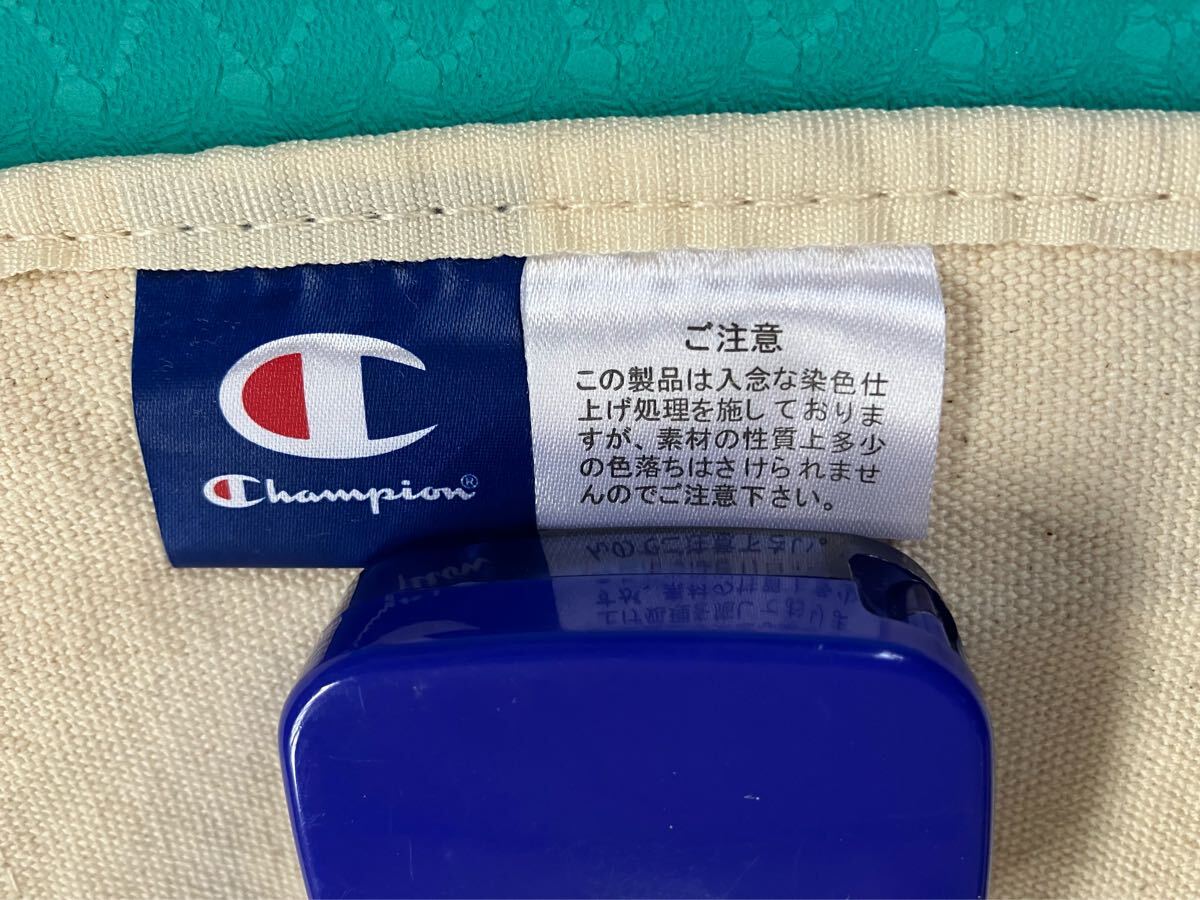 Champion®
ご注意
この製品は入念な染色仕
上げ処理を施しておりま
すが、素材の性質上多少
の色落ちはさけられませ
んのでご注意下さい。